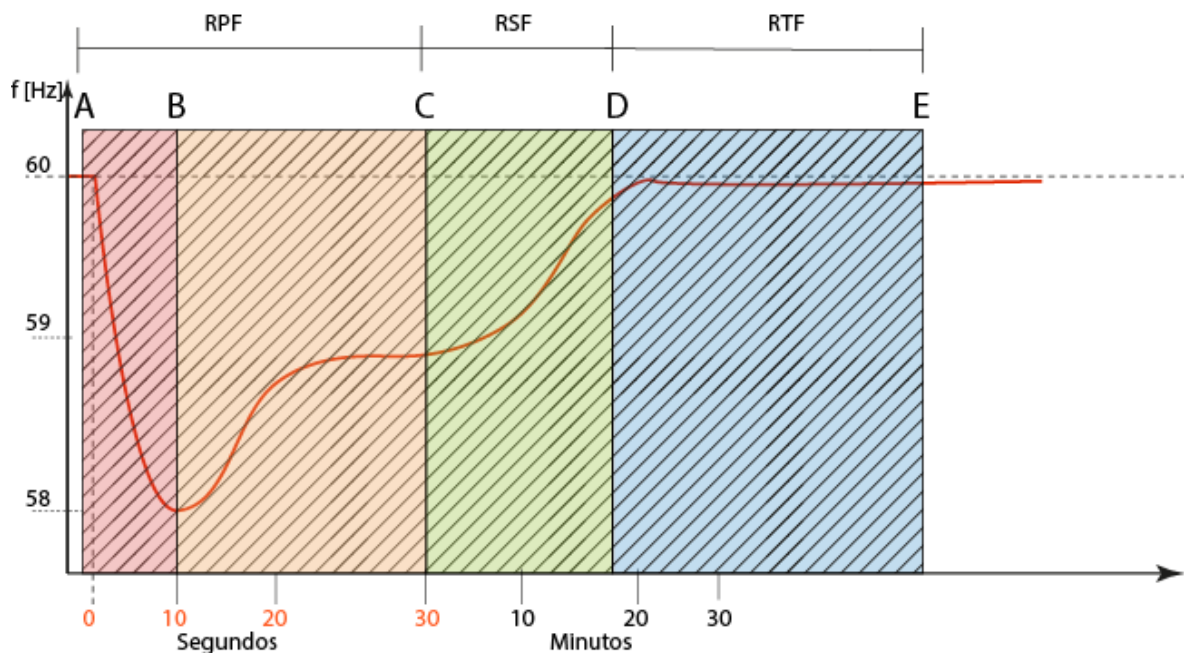 RPF RSF RTF
f [Hz]
A B C D E
60
59
58
0 10 20 30 10 20 30
Segundos Minutos